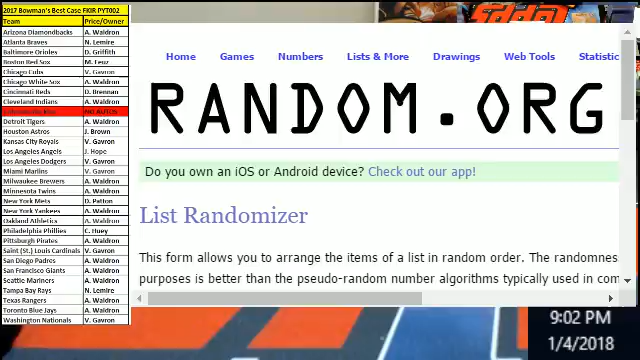 2017 Bowman's Best Case FKIR PYT002
Team Price/Owner
Arizona Diamondbacks A. Waldron
Atlanta Braves N. Lemire
Baltimore Orioles D. Griffith
Boston Red Sox M. Feuz
Chicago Cubs V. Gavron
Chicago White Sox A. Waldron
Cincinnati Reds D. Brennan
Cleveland Indians A. Waldron
NO AUTOS
Detroit Tigers A. Waldron
Houston Astros J. Brown
Kansas City Royals V. Gavron
Los Angeles Angels J. Hope
Los Angeles Dodgers V. Gavron
Miami Marlins V. Gavron
Milwaukee Brewers A. Waldron
Minnesota Twins A. Waldron
New York Mets D. Patton
New York Yankees A. Waldron
Oakland Athletics A. Waldron
Philadelphia Phillies C. Huey
Pittsburgh Pirates A. Waldron
Saint (St.) Louis Cardinals V. Gavron
San Diego Padres A. Waldron
San Francisco Giants A. Waldron
Seattle Mariners A. Waldron
Tampa Bay Rays N. Lemire
Texas Rangers A. Waldron
Toronto Blue Jays A. Waldron
Washington Nationals V. Gavron
Home Games Numbers Lists & More Drawings Web Tools Statistic
RANDOM.ORG
Do you own an iOS or Android device? Check out our app!
List Randomizer
This form allows you to arrange the items of a list in random order. The randomnes
purposes is better than the pseudo-random number algorithms typically used in com
9:02 PM
1/4/2018